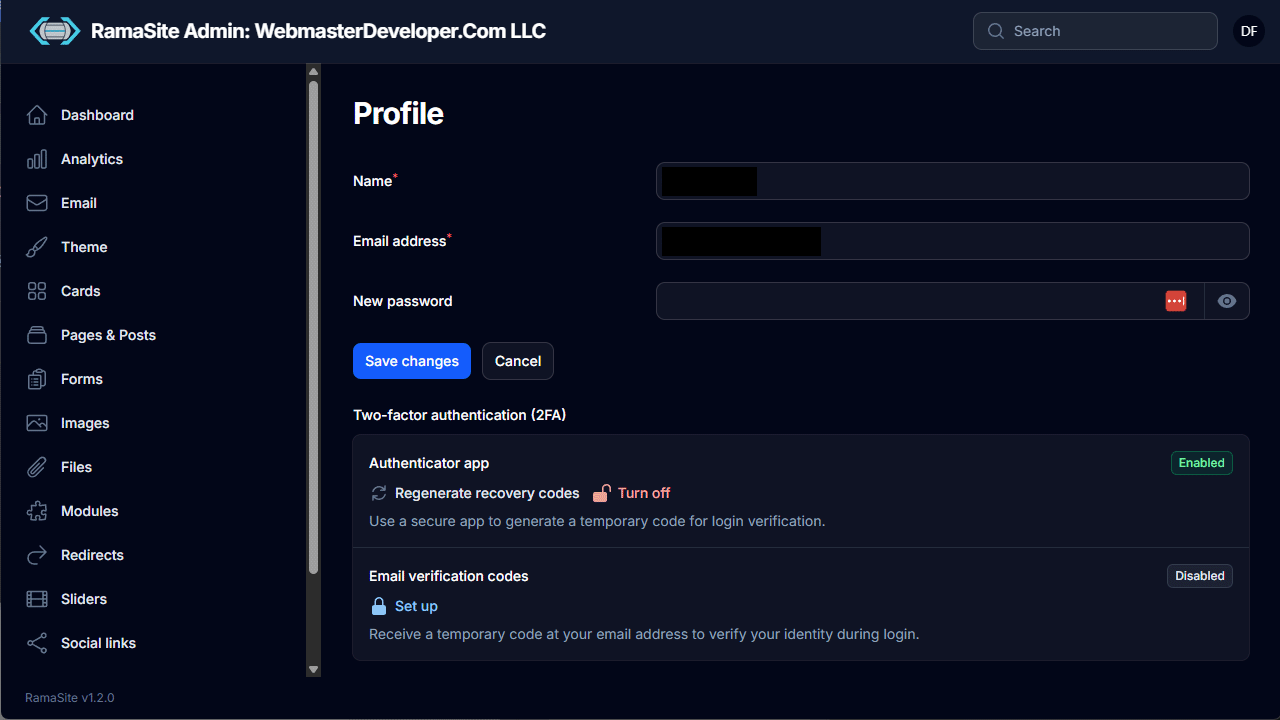 RamaSite Admin: WebmasterDeveloper.Com LLC
Search
DF
Dashboard
Analytics
Email
Theme
Cards
Pages & Posts
Forms
Images
Files
Modules
Redirects
Sliders
Social links
RamaSite v1.2.0
Profile
Name*
Email address*
New password
Save changes
Cancel
Two-factor authentication (2FA)
Authenticator app
Enabled
Regenerate recovery codes
Turn off
Use a secure app to generate a temporary code for login verification.
Email verification codes
Disabled
Set up
Receive a temporary code at your email address to verify your identity during login.